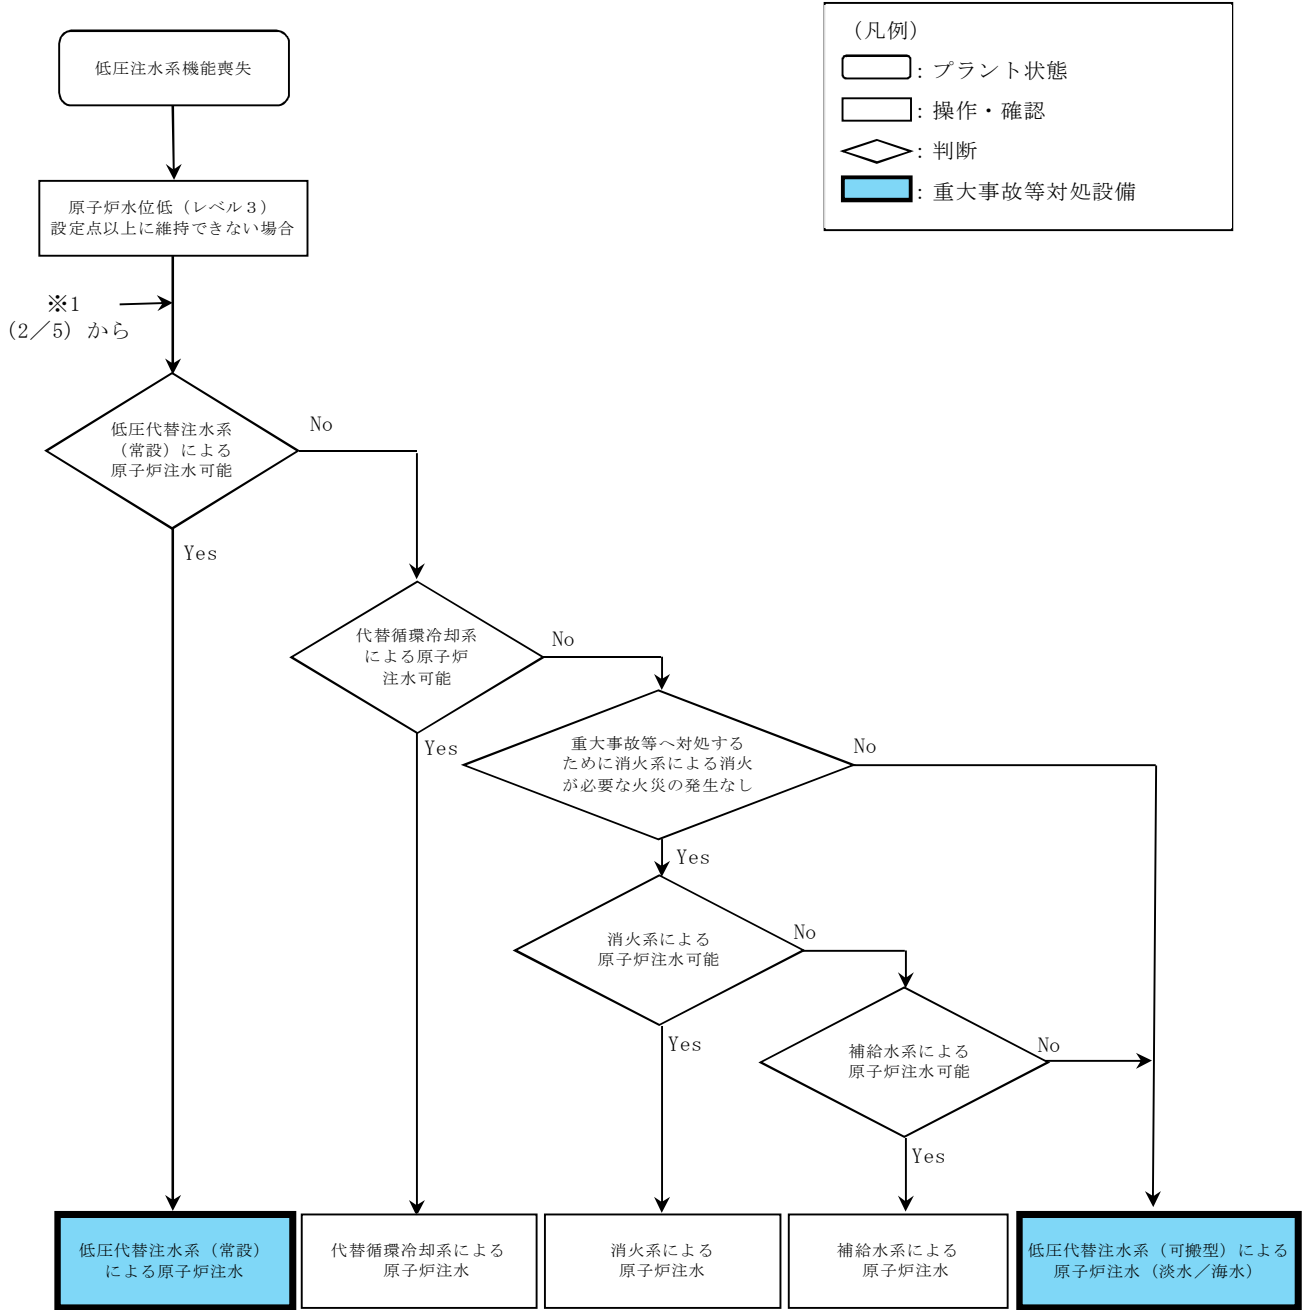 低圧注水系機能喪失
原子炉水位低（レベル３）
設定点以上に維持できない場合
※1
（2／5）から
（凡例）
：プラント状態
：操作・確認
：判断
：重大事故等対処設備
低圧代替注水系
（常設）による
原子炉注水可能
No
Yes
代替循環冷却系
による原子炉
注水可能
No
Yes
重大事故等へ対処する
ために消火系による消火
が必要な火災の発生なし
No
Yes
消火系による
原子炉注水可能
No
Yes
補給水系による
原子炉注水可能
No
Yes
低圧代替注水系（常設）
による原子炉注水
代替循環冷却系による
原子炉注水
消火系による
原子炉注水
補給水系による
原子炉注水
低圧代替注水系（可搬型）による
原子炉注水（淡水／海水）